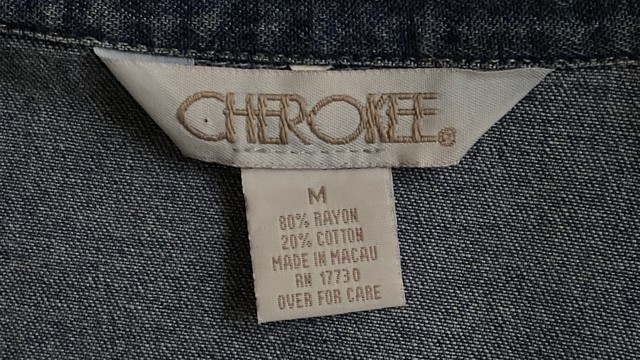 CHEROKEE®
M
80% RAYON
20% COTTON
MADE IN MACAU
RN 17730
OVER FOR CARE